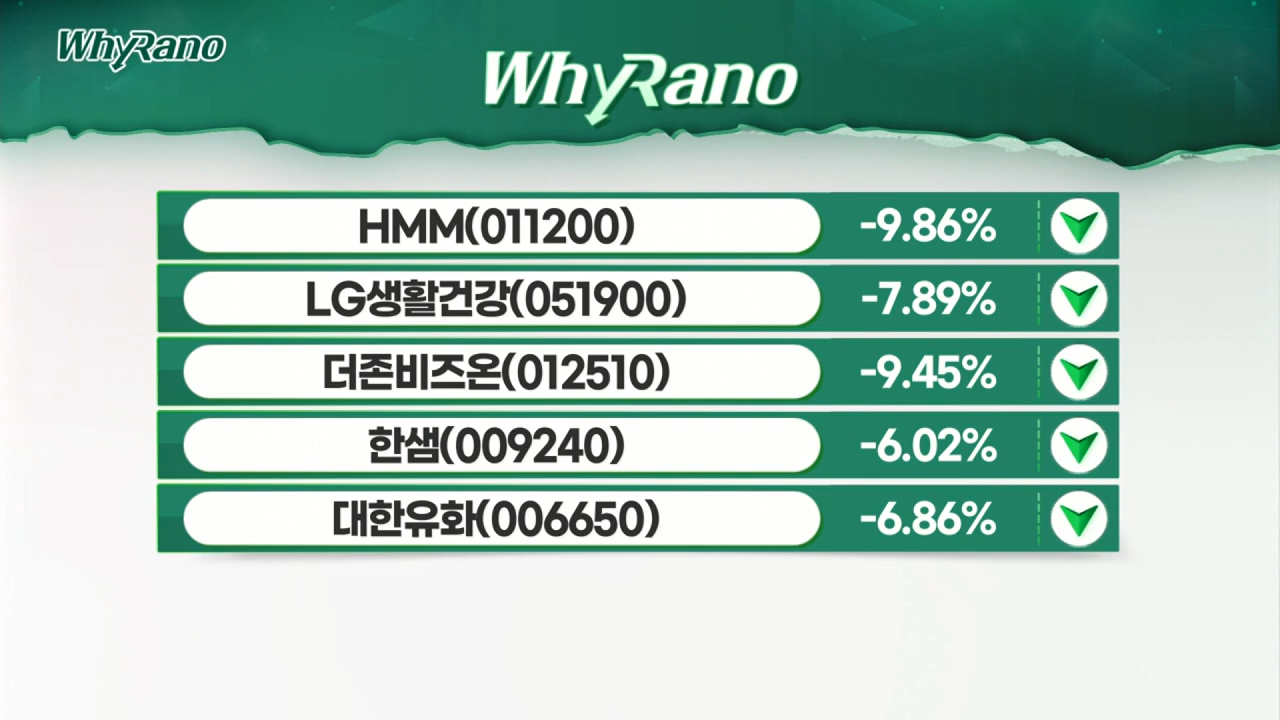 WhyRano
WhyRano
HMM(011200) -9.86%
LG생활건강(051900) -7.89%
더존비즈온(012510) -9.45%
한샘(009240) -6.02%
대한유화(006650) -6.86%